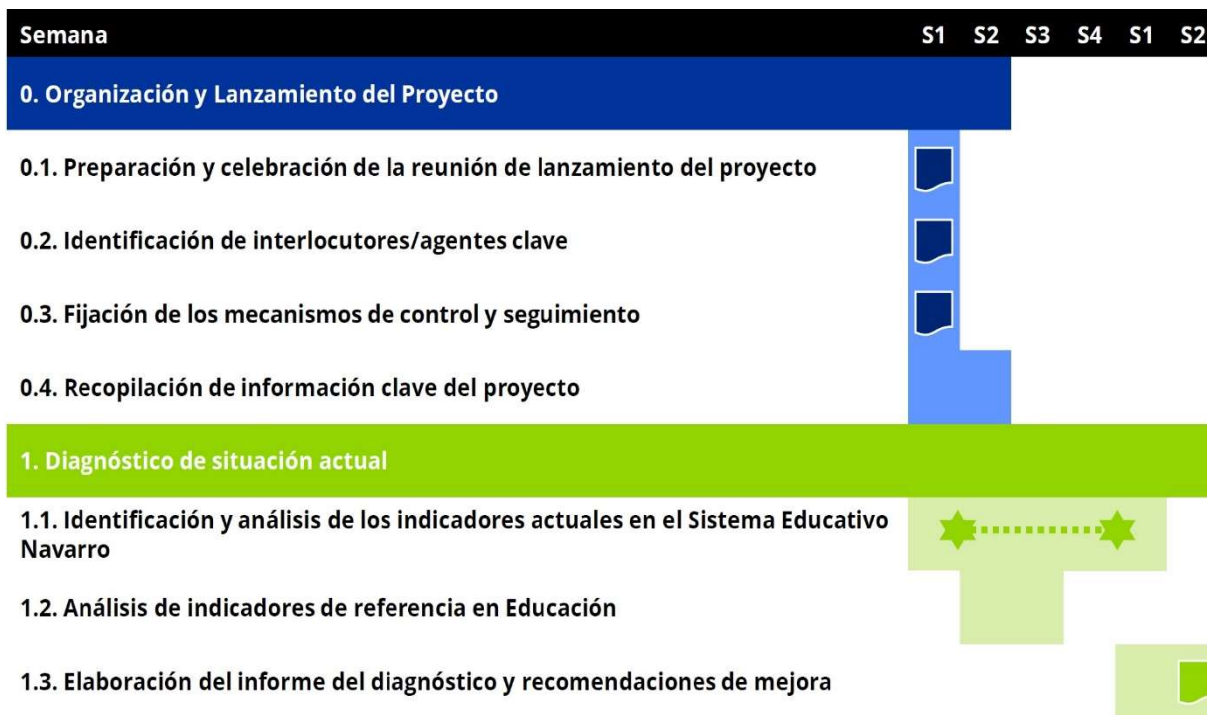 Semana S1 S2 S3 S4 S1 S2
0. Organización y Lanzamiento del Proyecto
0.1. Preparación y celebración de la reunión de lanzamiento del proyecto
0.2. Identificación de interlocutores/agentes clave
0.3. Fijación de los mecanismos de control y seguimiento
0.4. Recopilación de información clave del proyecto
1. Diagnóstico de situación actual
1.1. Identificación y análisis de los indicadores actuales en el Sistema Educativo
Navarro
1.2. Análisis de indicadores de referencia en Educación
1.3. Elaboración del informe del diagnóstico y recomendaciones de mejora